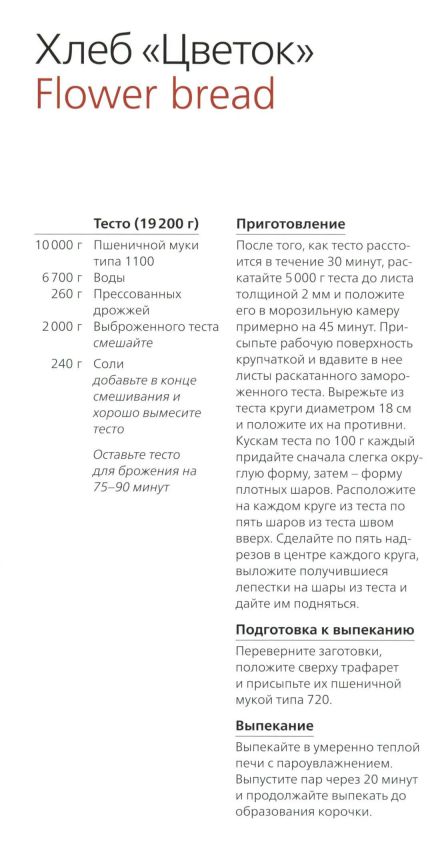 Хлеб «Цветок»
Flower bread
Тесто (19 200 г)
10 000 г Пшеничной муки
типа 1100
6 700 г Воды
260 г Прессованных
дрожжей
2 000 г Выброженного теста
смешайте
240 г Соли
добавьте в конце
смешивания и
хорошо вымесите
тесто
Оставьте тесто
для брожения на
75–90 минут
Приготовление
После того, как тесто рассто-
ится в течение 30 минут, рас-
катайте 5 000 г теста до листа
толщиной 2 мм и положите
его в морозильную камеру
примерно на 45 минут. При-
сыпьте рабочую поверхность
крупчаткой и вдавите в нее
листы раскатанного заморо-
женного теста. Вырежьте из
теста круги диаметром 18 см
и положите их на противни.
Кускам теста по 100 г каждый
придайте сначала слегка окру-
глую форму, затем – форму
плотных шаров. Расположите
на каждом круге из теста по
пять шаров из теста швом
вверх. Сделайте по пять над-
резов в центре каждого круга,
выложите получившиеся
лепестки на шары из теста и
дайте им подняться.
Подготовка к выпеканию
Переверните заготовки,
положите сверху трафарет
и присыпьте их пшеничной
мукой типа 720.
Выпекание
Выпекайте в умеренно теплой
печи с пароувлажнением.
Выпустите пар через 20 минут
и продолжайте выпекать до
образования корочки.